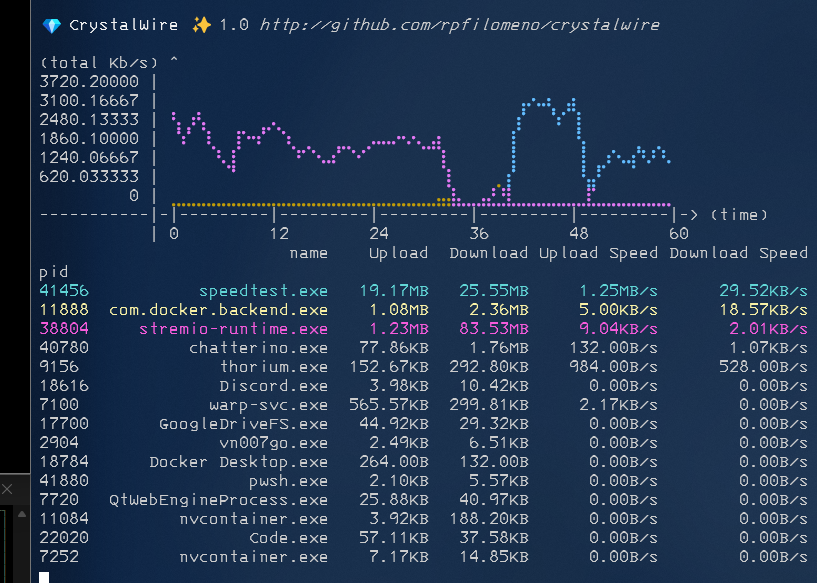 💎 CrystalWire ✨ 1.0 http://github.com/rpfilomeno/crystalwire
(total Kb/s) ^
3720.20000 |
3100.16667 |
2480.13333 |
1860.10000 |
1240.06667 |
620.033333 |
0 |
-----------|-|---------|---------|---------|---------|---------|-> (time)
| 0 12 24 36 48 60
name Upload Download Upload Speed Download Speed
pid
41456 speedtest.exe 19.17MB 25.55MB 1.25MB/s 29.52KB/s
11888 com.docker.backend.exe 1.08MB 2.36MB 5.00KB/s 18.57KB/s
38804 stremio-runtime.exe 1.23MB 83.53MB 9.04KB/s 2.01KB/s
40780 chatterino.exe 77.86KB 1.76MB 132.00B/s 1.07KB/s
9156 thorium.exe 152.67KB 292.80KB 984.00B/s 528.00B/s
18616 Discord.exe 3.98KB 10.42KB 0.00B/s 0.00B/s
7100 warp-svc.exe 565.57KB 299.81KB 2.17KB/s 0.00B/s
17700 GoogleDriveFS.exe 44.92KB 29.32KB 0.00B/s 0.00B/s
2904 vn007go.exe 2.49KB 6.51KB 0.00B/s 0.00B/s
18784 Docker Desktop.exe 264.00B 132.00B 0.00B/s 0.00B/s
41880 pwsh.exe 2.10KB 5.57KB 0.00B/s 0.00B/s
7720 QtWebEngineProcess.exe 25.88KB 40.97KB 0.00B/s 0.00B/s
11084 nvcontainer.exe 3.92KB 188.20KB 0.00B/s 0.00B/s
22020 Code.exe 57.11KB 37.58KB 0.00B/s 0.00B/s
7252 nvcontainer.exe 7.17KB 14.85KB 0.00B/s 0.00B/s